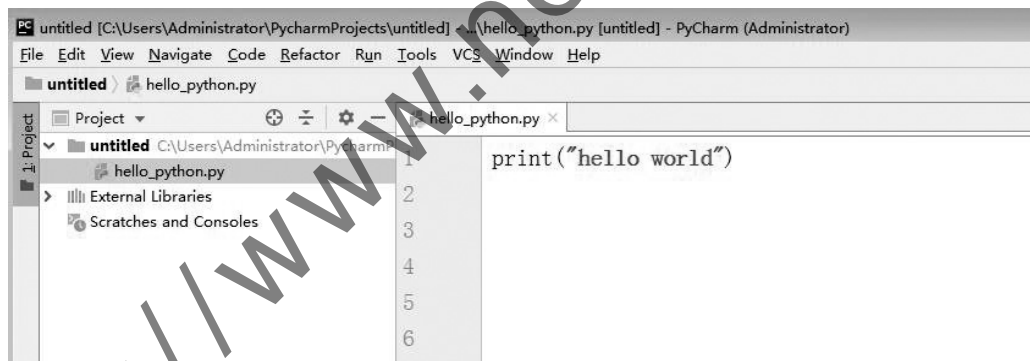 PC untitled [C:\Users\Administrator\PycharmProjects\untitled] - ...\hello_python.py [untitled] - PyCharm (Administrator)
File Edit View Navigate Code Refactor Run Tools VCS Window Help
untitled hello_python.py
1: Project
Project
hello_python.py
untitled C:\Users\Administrator\PycharmP
hello_python.py
External Libraries
Scratches and Consoles
1 print("hello world")
2
3
4
5
6
//www.n